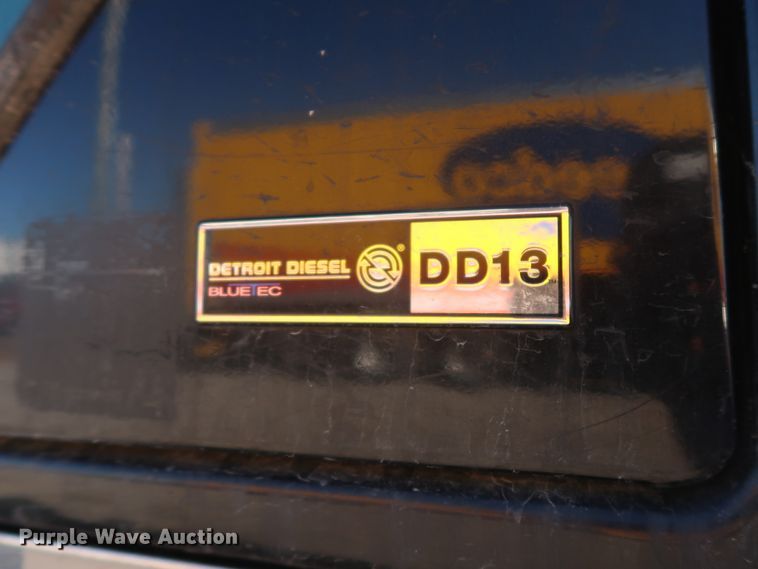 DETROIT DIESEL ® DD13
BLUETEC
Purple Wave Auction